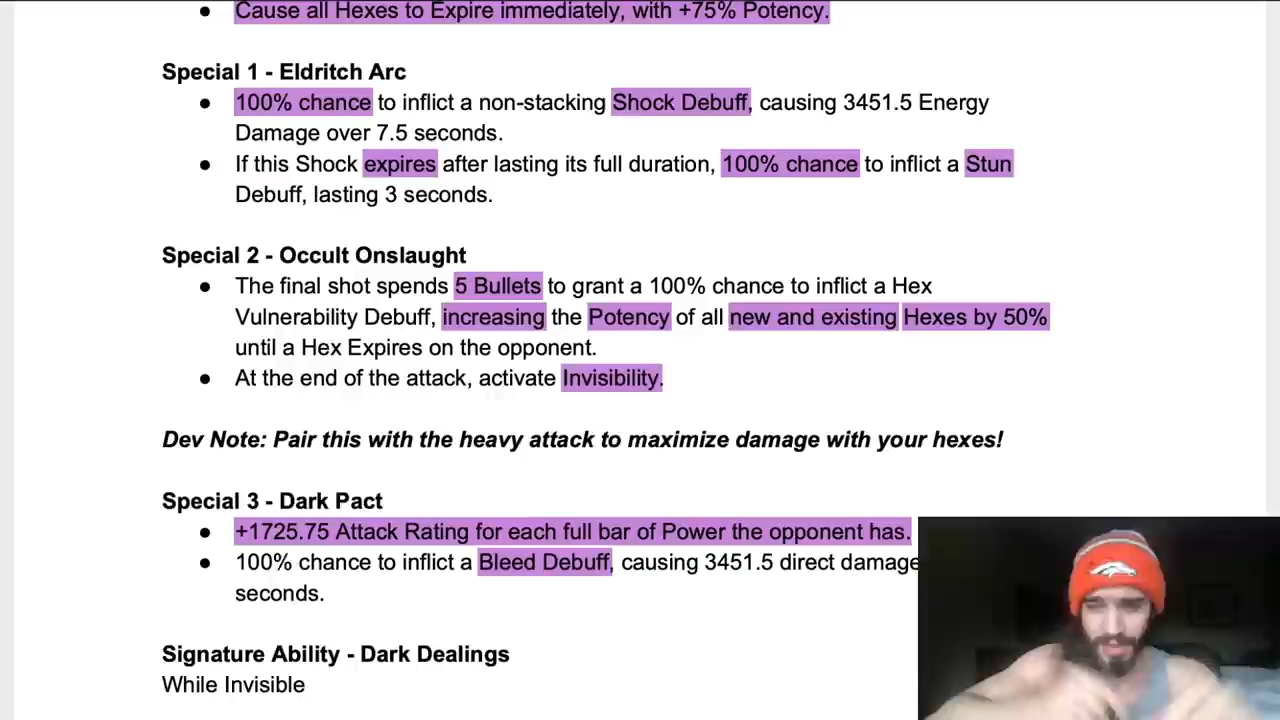 Cause all Hexes to Expire immediately, with +75% Potency.
Special 1 - Eldritch Arc
● 100% chance to inflict a non-stacking Shock Debuff, causing 3451.5 Energy
Damage over 7.5 seconds.
● If this Shock expires after lasting its full duration, 100% chance to inflict a Stun
Debuff, lasting 3 seconds.
Special 2 - Occult Onslaught
● The final shot spends 5 Bullets to grant a 100% chance to inflict a Hex
Vulnerability Debuff, increasing the Potency of all new and existing Hexes by 50%
until a Hex Expires on the opponent.
● At the end of the attack, activate Invisibility.
Dev Note: Pair this with the heavy attack to maximize damage with your hexes!
Special 3 - Dark Pact
● +1725.75 Attack Rating for each full bar of Power the opponent has.
● 100% chance to inflict a Bleed Debuff, causing 3451.5 direct damage
seconds.
Signature Ability - Dark Dealings
While Invisible